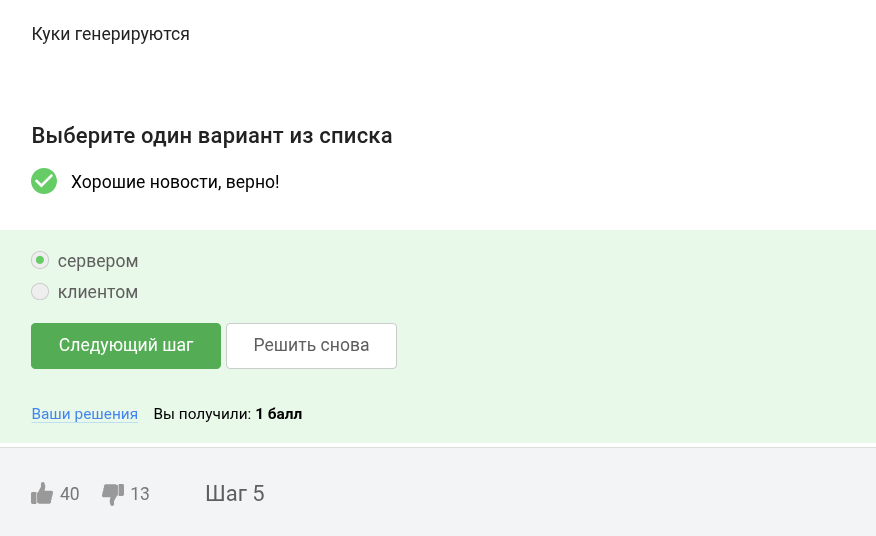 Куки генерируются
Выберите один вариант из списка
Хорошие новости, верно!
сервером
клиентом
Следующий шаг Решить снова
Ваши решения Вы получили: 1 балл
40 13 Шаг 5